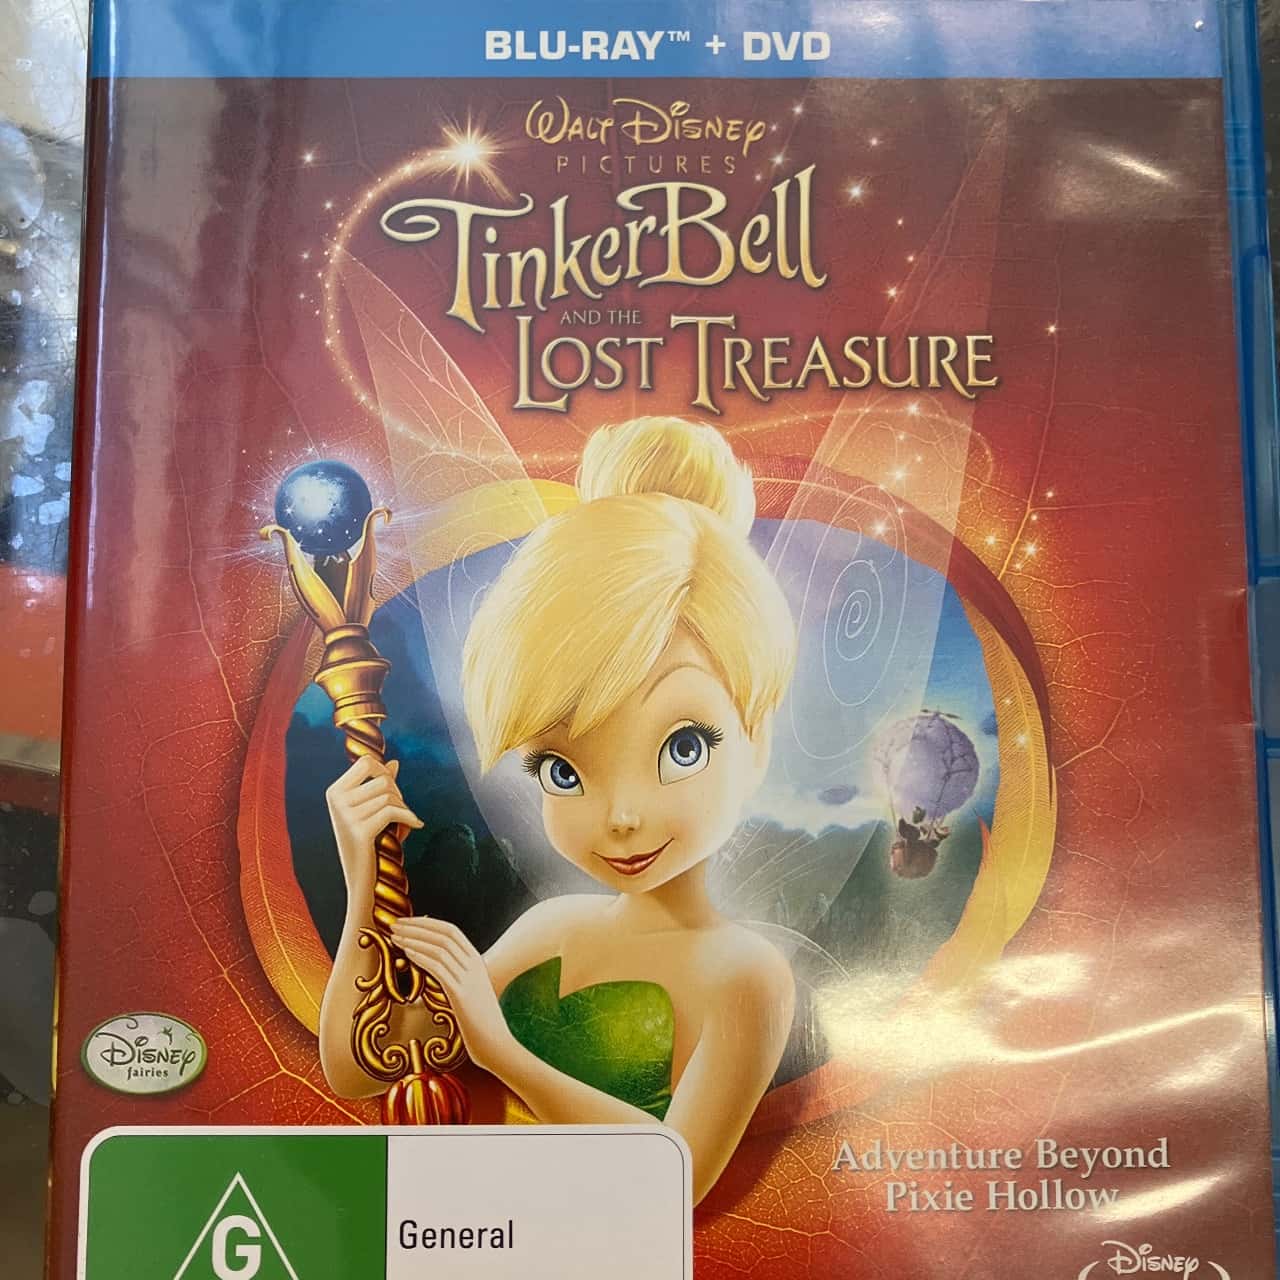 BLU-RAY™ + DVD
WALT DISNEY
PICTURES
TinkerBell
AND THE
LOST TREASURE
DISNEY
fairies
Adventure Beyond
Pixie Hollow
G
General
DISNEY